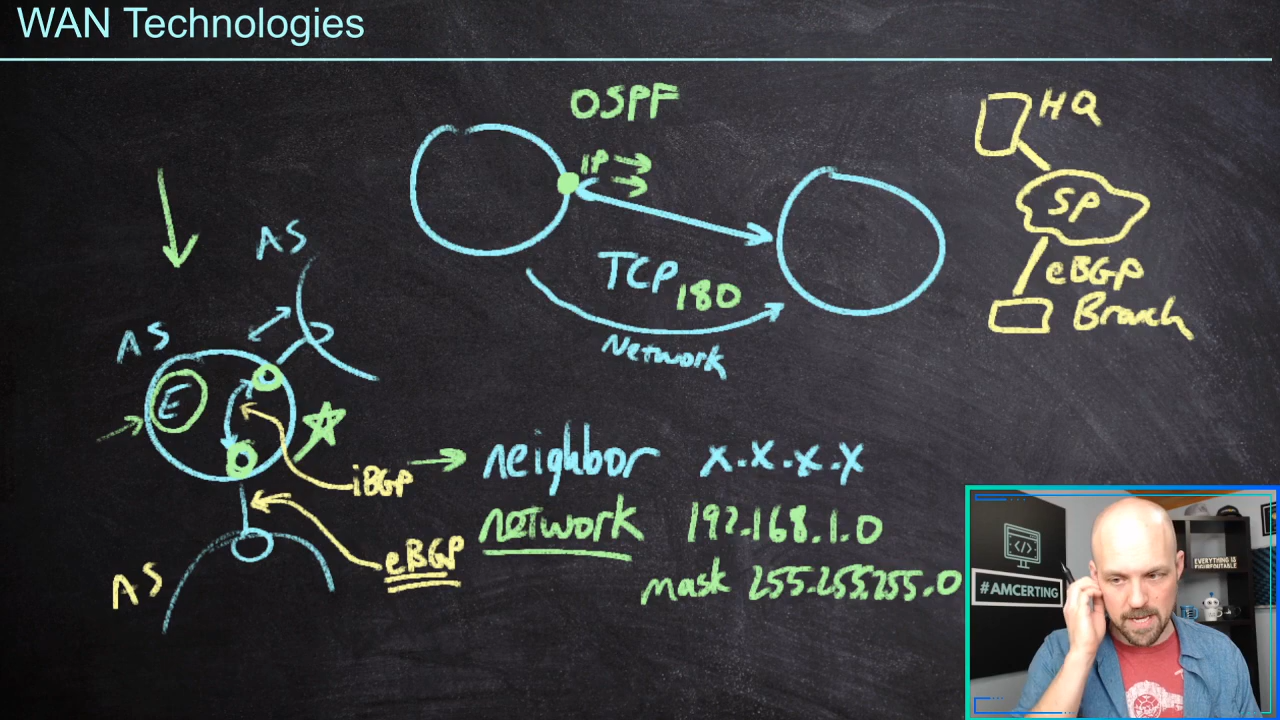 WAN Technologies
OSPF
IP
TCP 180
Network
HQ
SP
eBGP
Branch
AS
AS
E
iBGP
eBGP
AS
neighbor x.x.x.x
network 192.168.1.0
mask 255.255.255.0
#AMCERTING
EVERYTHING IS
FIGUREOUTABLE